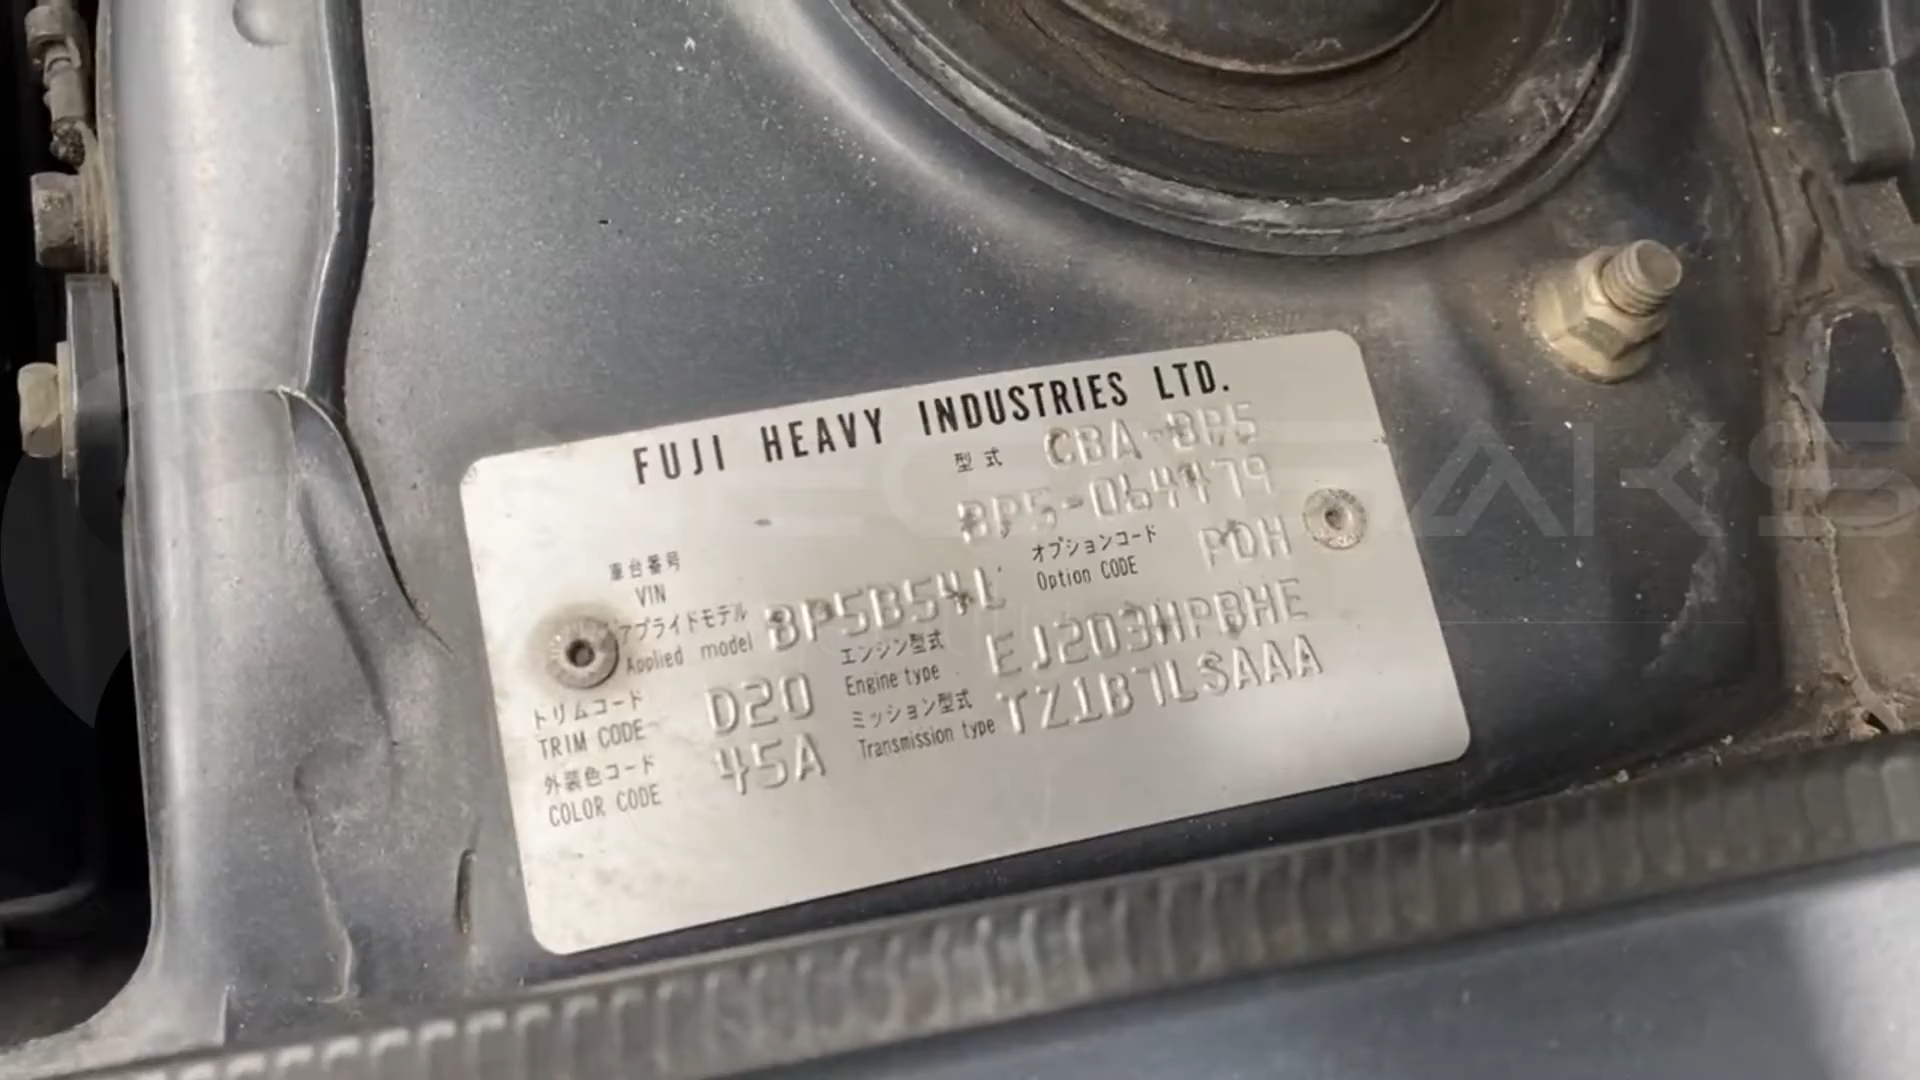 FUJI HEAVY INDUSTRIES LTD.
型式 CBA-BP5
車台番号 VIN BP5-064479
アプライドモデル Applied model BP5B54L オプションコード Option CODE PDH
トリムコード TRIM CODE D20 エンジン型式 Engine type EJ203HPBHE
外装色コード COLOR CODE 45A ミッション型式 Transmission type TZ1B7LSAAA